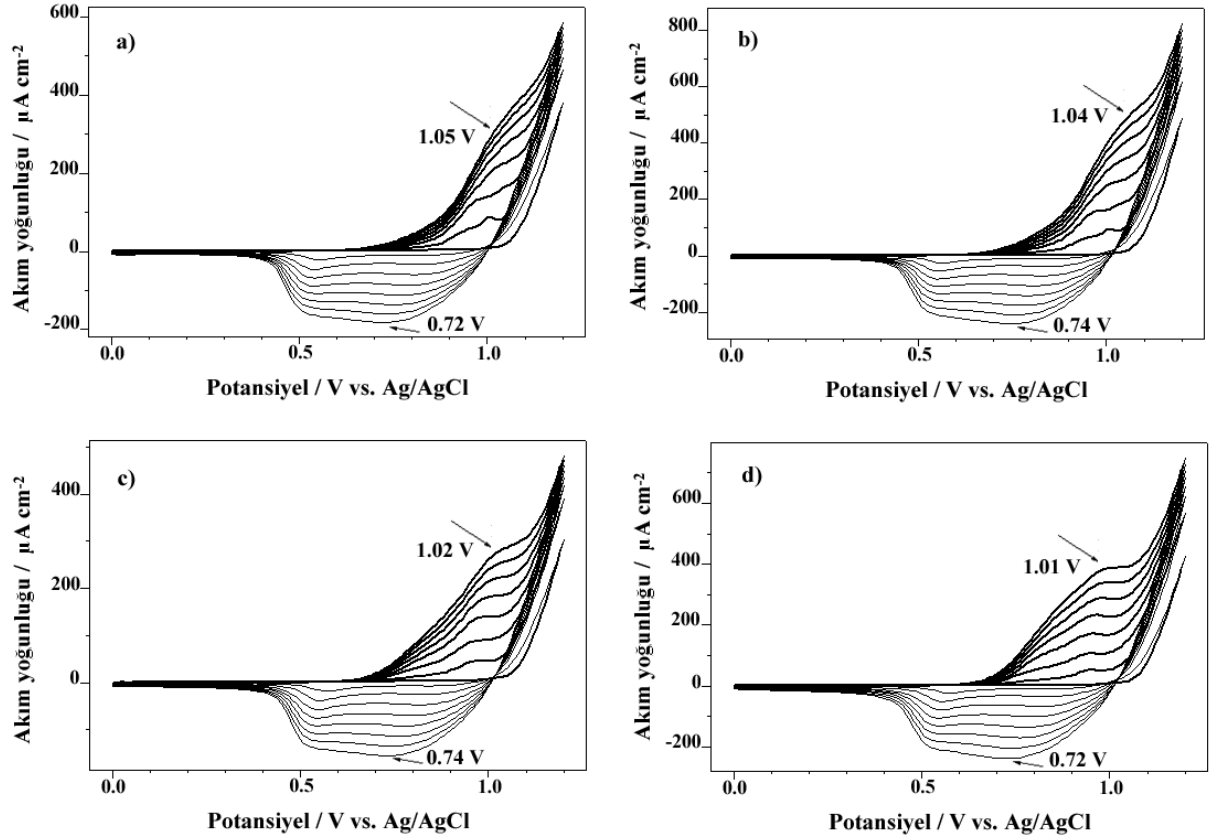 a)
600
400
200
0
-200
1.05 V
0.72 V
0.0
0.5
1.0
Akım yoğunluğu / µA cm-2
Potansiyel / V vs. Ag/AgCl
b)
800
600
400
200
0
-200
1.04 V
0.74 V
0.0
0.5
1.0
Akım yoğunluğu / µA cm-2
Potansiyel / V vs. Ag/AgCl
c)
400
200
0
1.02 V
0.74 V
0.0
0.5
1.0
Akım yoğunluğu / µA cm-2
Potansiyel / V vs. Ag/AgCl
d)
600
400
200
0
-200
1.01 V
0.72 V
0.0
0.5
1.0
Akım yoğunluğu / µA cm-2
Potansiyel / V vs. Ag/AgCl